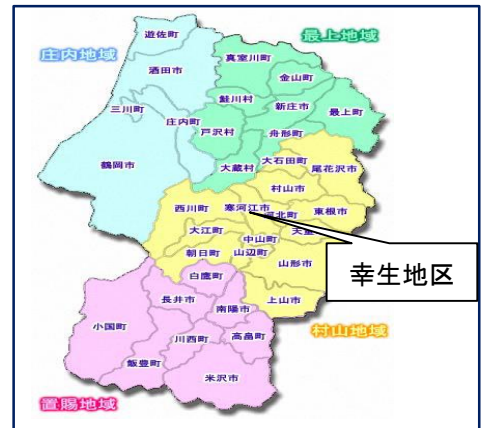 遊佐町
最上地域
庄内地域
真室川町
酒田市
金山町
鮭川村
新庄市
最上町
三川町
庄内町
戸沢村
舟形町
鶴岡市
大蔵村
大石田町
尾花沢市
村山市
西川町
寒河江市
河北町
東根市
大江町
中山町
朝日町
山辺町
山形市
幸生地区
白鷹町
長井市
南陽市
上山市
小国町
川西町
高畠町
村山地域
飯豊町
米沢市
置賜地域